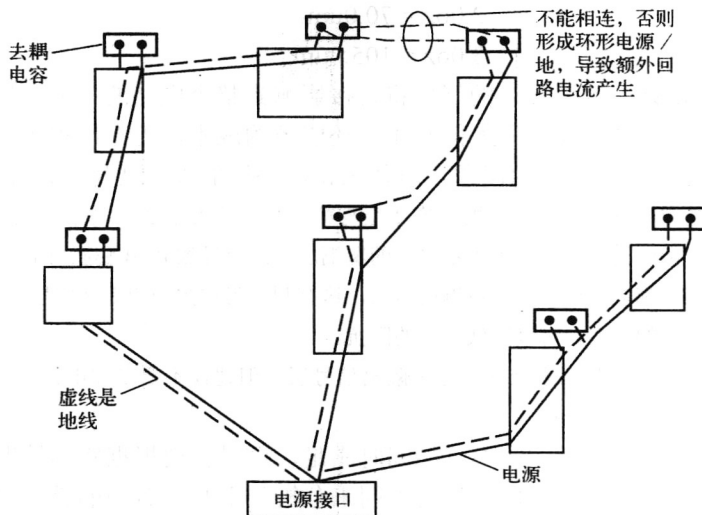 去耦
电容
不能相连，否则
形成环形电源／
地，导致额外回
路电流产生
虚线是
地线
电源
电源接口